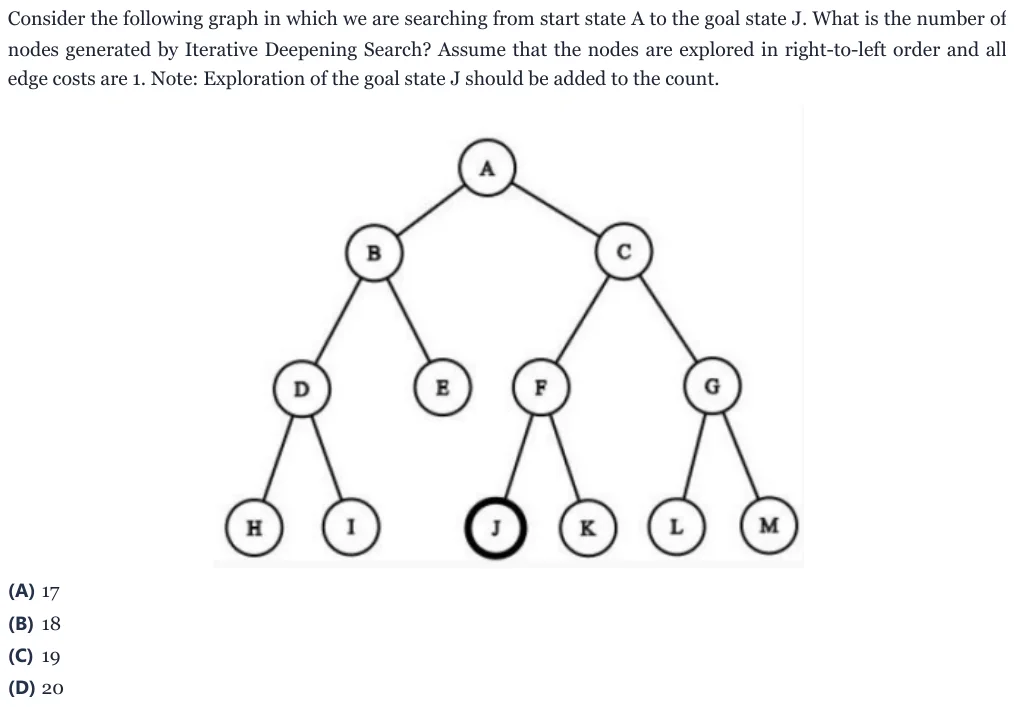 Consider the following graph in which we are searching from start state A to the goal state J. What is the number of
nodes generated by Iterative Deepening Search? Assume that the nodes are explored in right-to-left order and all
edge costs are 1. Note: Exploration of the goal state J should be added to the count.
A
B C
D E F G
H I J K L M
(A) 17
(B) 18
(C) 19
(D) 20